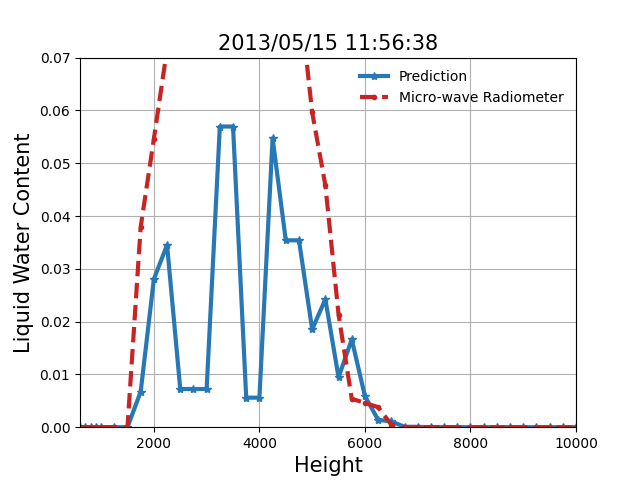 2013/05/15 11:56:38
Prediction
Micro-wave Radiometer
Liquid Water Content
0.07
0.06
0.05
0.04
0.03
0.02
0.01
0.00
2000 4000 6000 8000 10000
Height